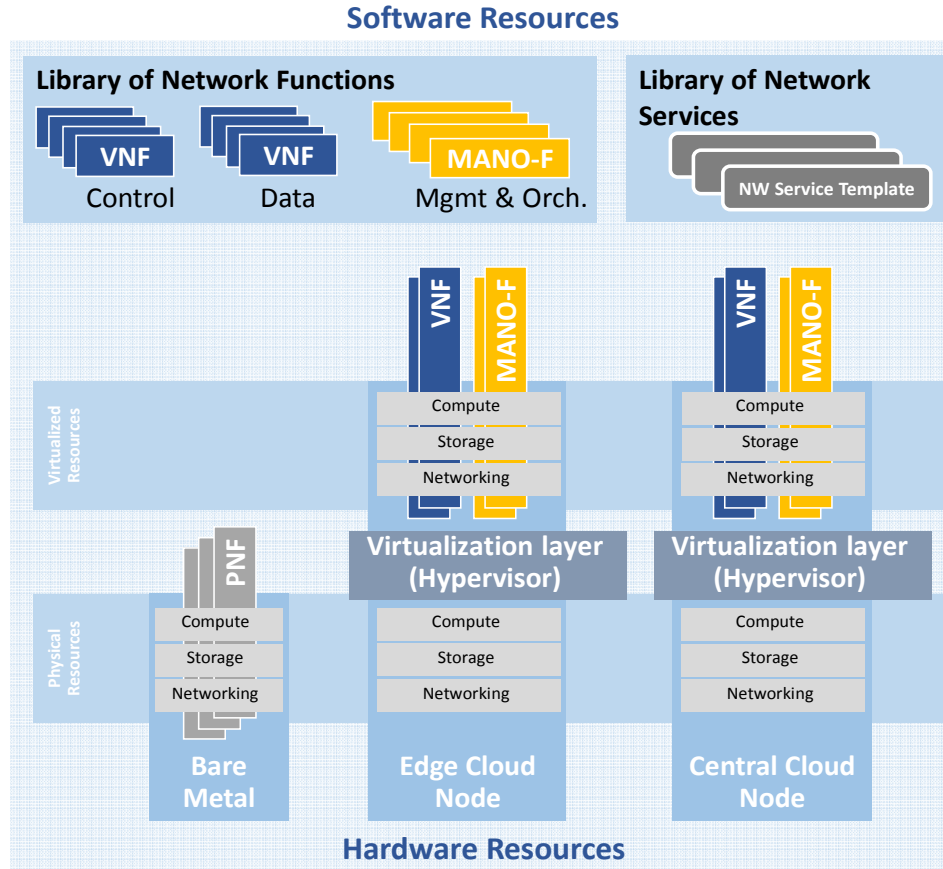 Software Resources
Library of Network Functions
VNF
Control
VNF
Data
MANO-F
Mgmt & Orch.
Library of Network
Services
NW Service Template
VNF
MANO-F
VNF
MANO-F
Virtualized
Resources
Compute
Storage
Networking
Compute
Storage
Networking
PNF
Virtualization layer
(Hypervisor)
Virtualization layer
(Hypervisor)
Physical
Resources
Compute
Storage
Networking
Compute
Storage
Networking
Compute
Storage
Networking
Bare
Metal
Edge Cloud
Node
Central Cloud
Node
Hardware Resources